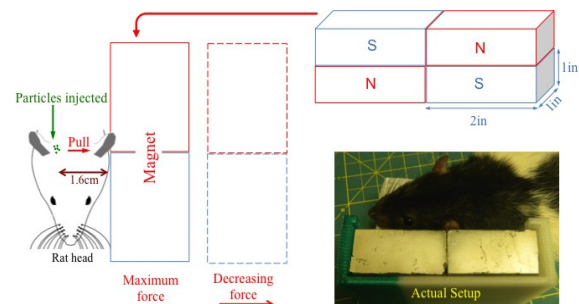 Particles injected
Pull
1.6cm
Rat head
Magnet
Maximum
force
Decreasing
force
S
N
N
S
1in
1in
2in
Actual Setup